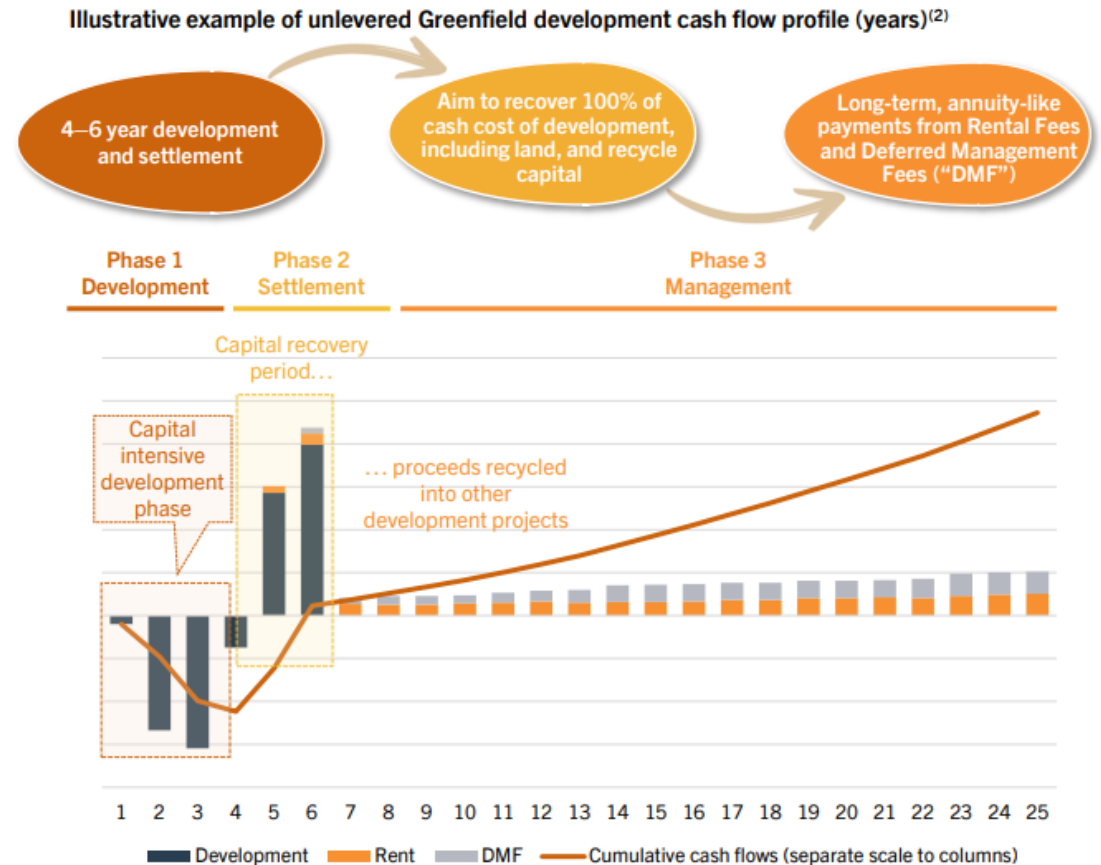 Illustrative example of unlevered Greenfield development cash flow profile (years)(2)
4–6 year development
and settlement
Aim to recover 100% of
cash cost of development,
including land, and recycle
capital
Long-term, annuity-like
payments from Rental Fees
and Deferred Management
Fees (“DMF”)
Phase 1
Development
Phase 2
Settlement
Phase 3
Management
Capital recovery
period…
Capital
intensive
development
phase
… proceeds recycled
into other
development projects
1 2 3 4 5 6 7 8 9 10 11 12 13 14 15 16 17 18 19 20 21 22 23 24 25
Development Rent DMF Cumulative cash flows (separate scale to columns)